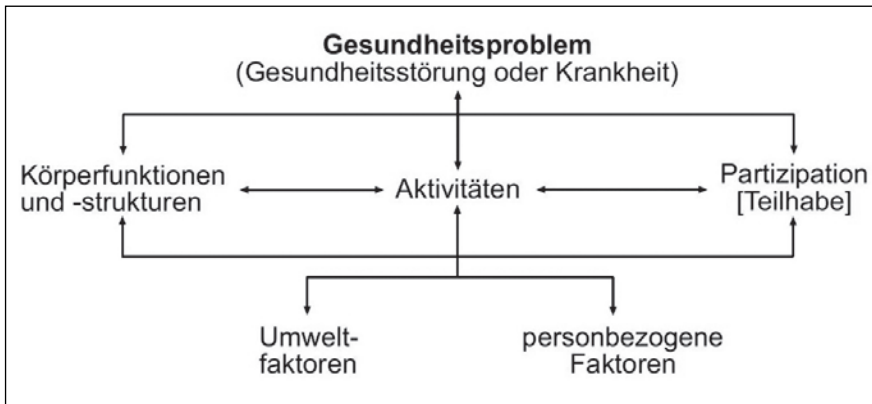 Gesundheitsproblem
(Gesundheitsstörung oder Krankheit)
Körperfunktionen
und -strukturen
Aktivitäten
Partizipation
[Teilhabe]
Umwelt-
faktoren
personbezogene
Faktoren